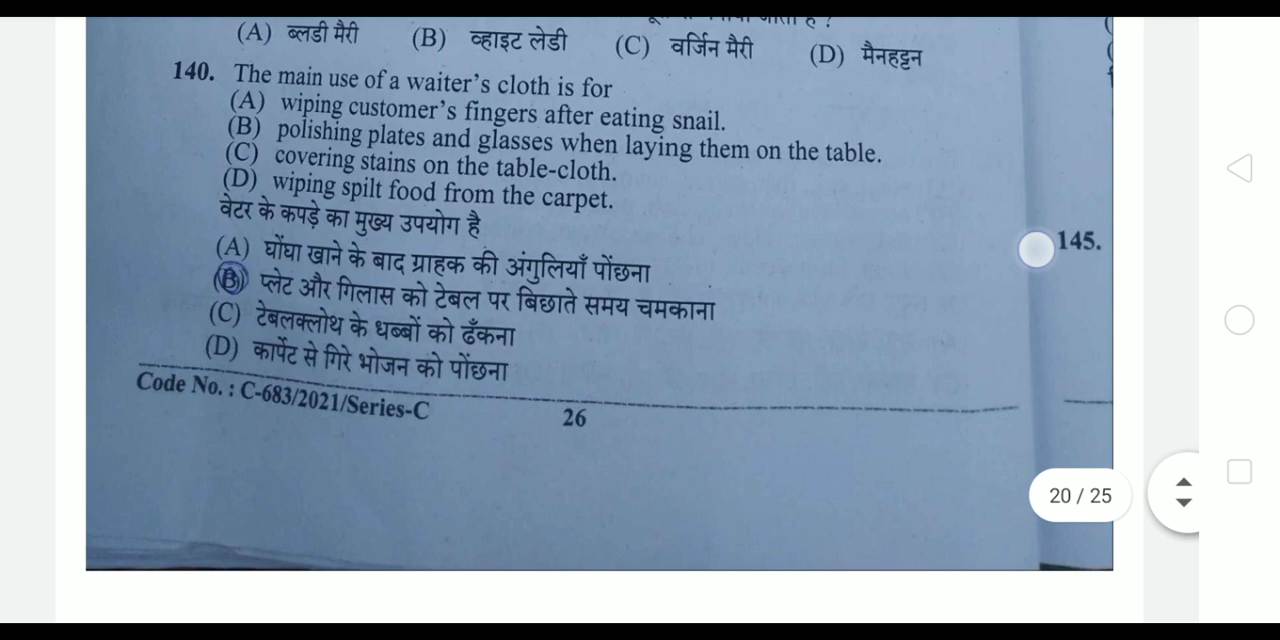 (A) ब्लडी मैरी (B) व्हाइट लेडी (C) वर्जिन मैरी (D) मैनहट्टन
140. The main use of a waiter's cloth is for
(A) wiping customer's fingers after eating snail.
(B) polishing plates and glasses when laying them on the table.
(C) covering stains on the table-cloth.
(D) wiping spilt food from the carpet.
वेटर के कपड़े का मुख्य उपयोग है
(A) घोंघा खाने के बाद ग्राहक की अंगुलियाँ पोंछना
(B) प्लेट और गिलास को टेबल पर बिछाते समय चमकाना
(C) टेबलक्लोथ के धब्बों को ढँकना
(D) कार्पेट से गिरे भोजन को पोंछना
Code No. : C-683/2021/Series-C
26
145.
20 / 25